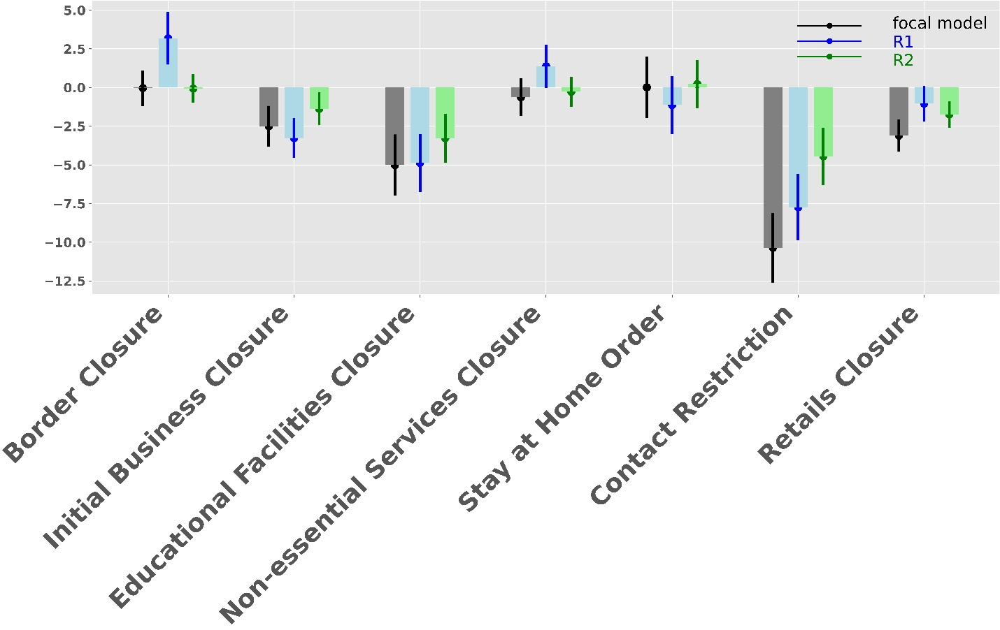 5.0
2.5
0.0
−2.5
−5.0
−7.5
−10.0
−12.5
focal model
R1
R2
Border Closure
Initial Business Closure
Educational Facilities Closure
Non-essential Services Closure
Stay at Home Order
Contact Restriction
Retails Closure